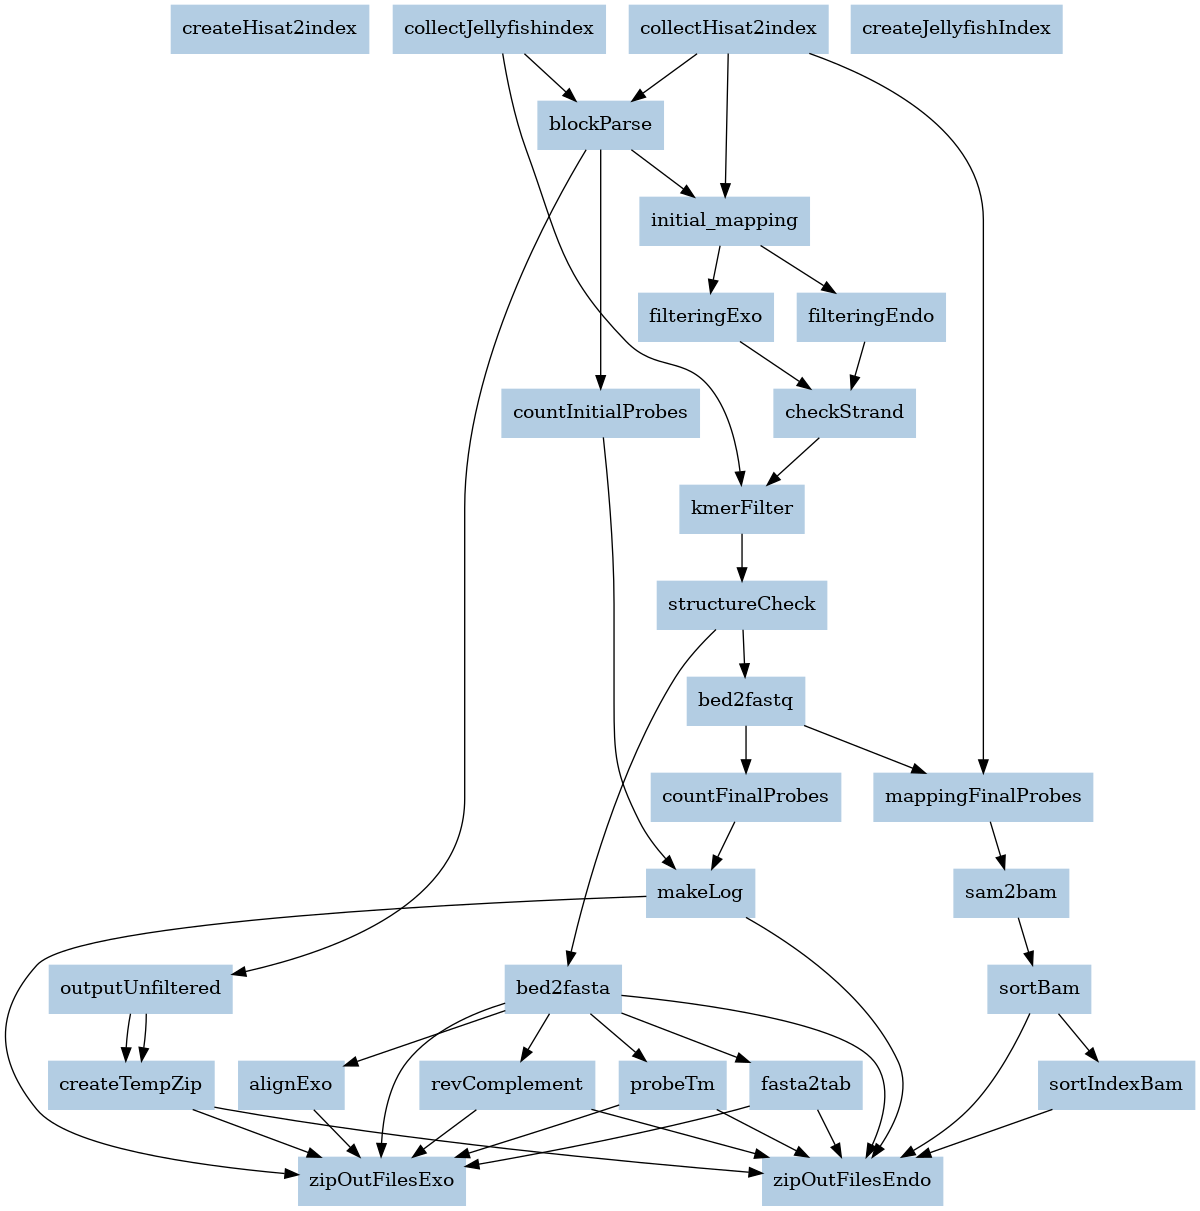 createHisat2index
collectJellyfishindex
collectHisat2index
createJellyfishIndex
blockParse
initial_mapping
filteringExo
filteringEndo
countInitialProbes
checkStrand
kmerFilter
structureCheck
bed2fastq
countFinalProbes
mappingFinalProbes
makeLog
sam2bam
outputUnfiltered
bed2fasta
sortBam
createTempZip
alignExo
revComplement
probeTm
fasta2tab
sortIndexBam
zipOutFilesExo
zipOutFilesEndo